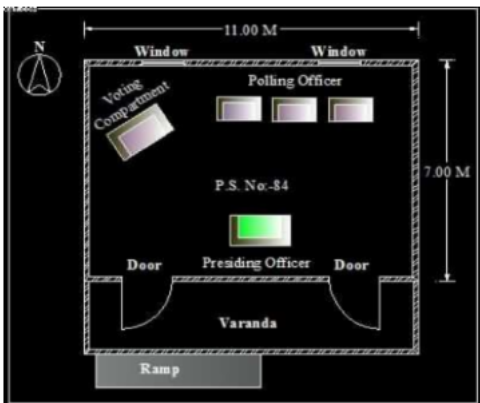 11.00 M
N
Window
Window
Polling Officer
Voting
Compartment
7.00 M
P.S. No:-84
Door
Presiding Officer
Door
Varanda
Ramp